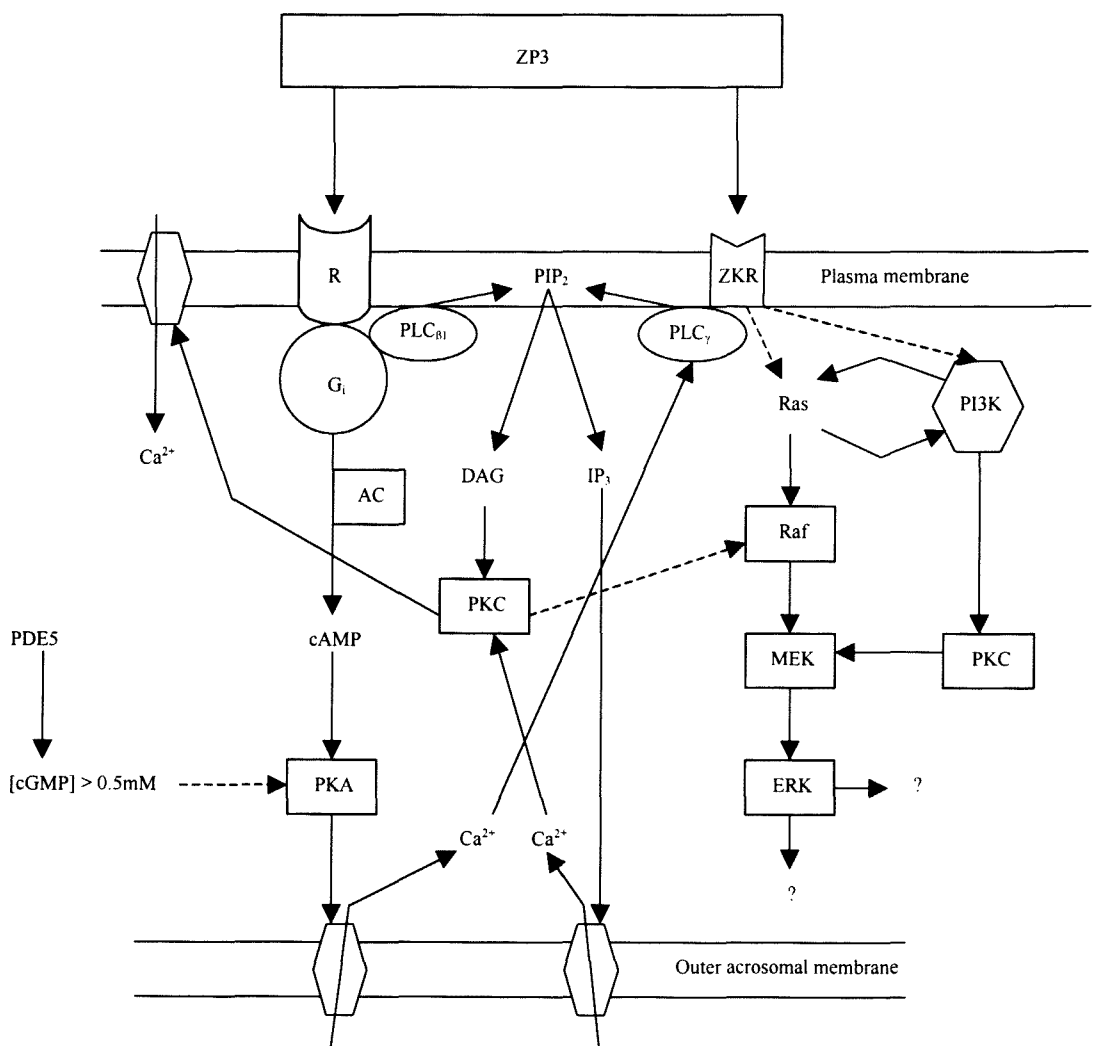 ZP3
R
PIP₂
ZKR
Plasma membrane
PLCβ1
PLCγ
Gᵢ
Ras
PI3K
Ca²⁺
AC
DAG
IP₃
Raf
PKC
PDE5
cAMP
MEK
PKC
[cGMP] > 0.5mM
PKA
ERK
?
Ca²⁺
Ca²⁺
?
Outer acrosomal membrane